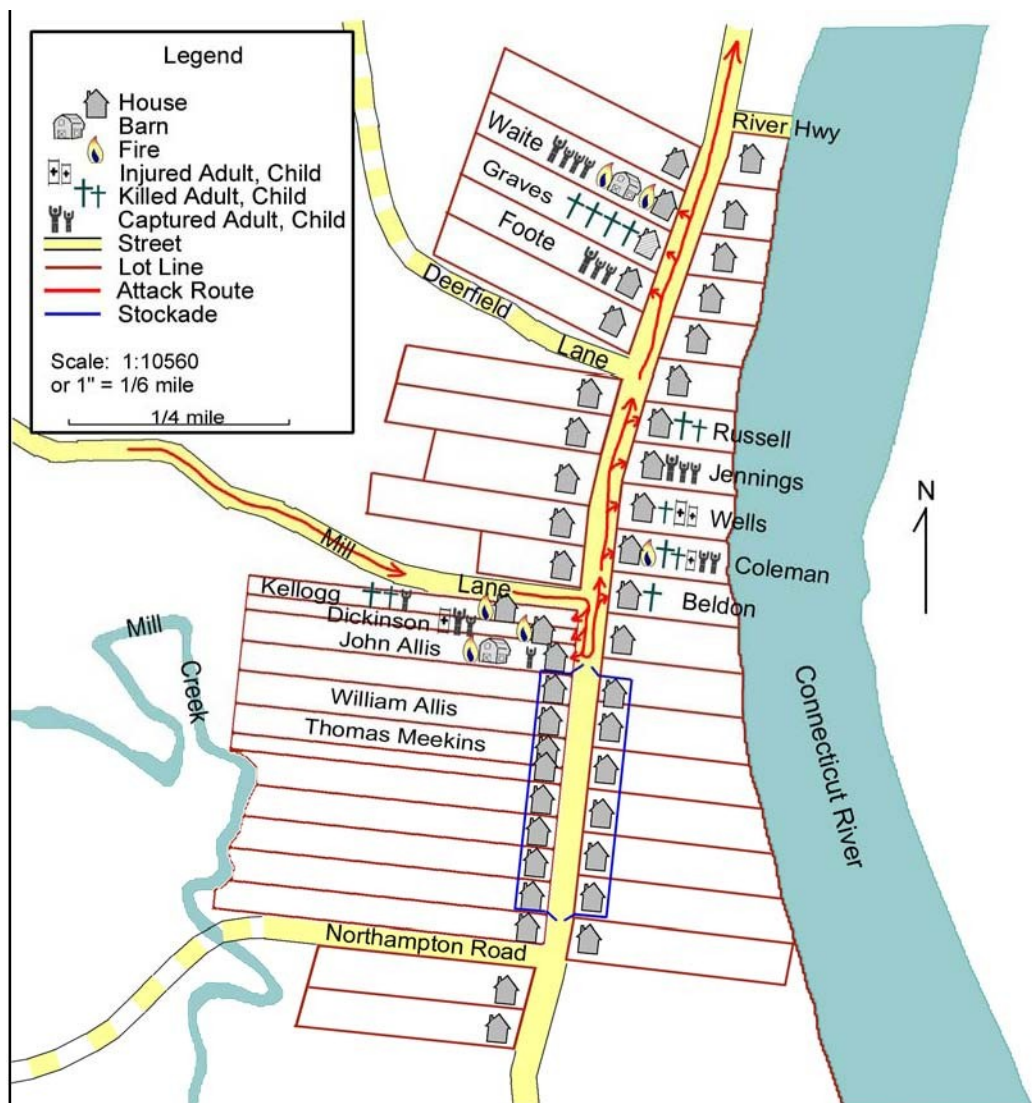 Legend
House
Barn
Fire
Injured Adult, Child
Killed Adult, Child
Captured Adult, Child
Street
Lot Line
Attack Route
Stockade
Scale: 1:10560
or 1" = 1/6 mile
1/4 mile
River Hwy
Waite
Graves
Foote
Deerfield
Lane
Russell
Jennings
Wells
Coleman
Beldon
N
Mill
Lane
Kellogg
Dickinson
John Allis
William Allis
Thomas Meekins
Mill
Creek
Connecticut River
Northampton Road